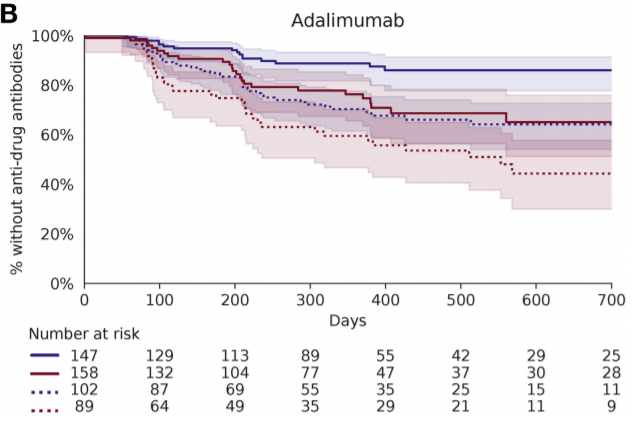 B
Adalimumab
% without anti-drug antibodies
100%
80%
60%
40%
20%
0%
0 100 200 300 400 500 600 700
Days
Number at risk
147 129 113 89 55 42 29 25
158 132 104 77 47 37 30 28
102 87 69 55 35 25 15 11
89 64 49 35 29 21 11 9